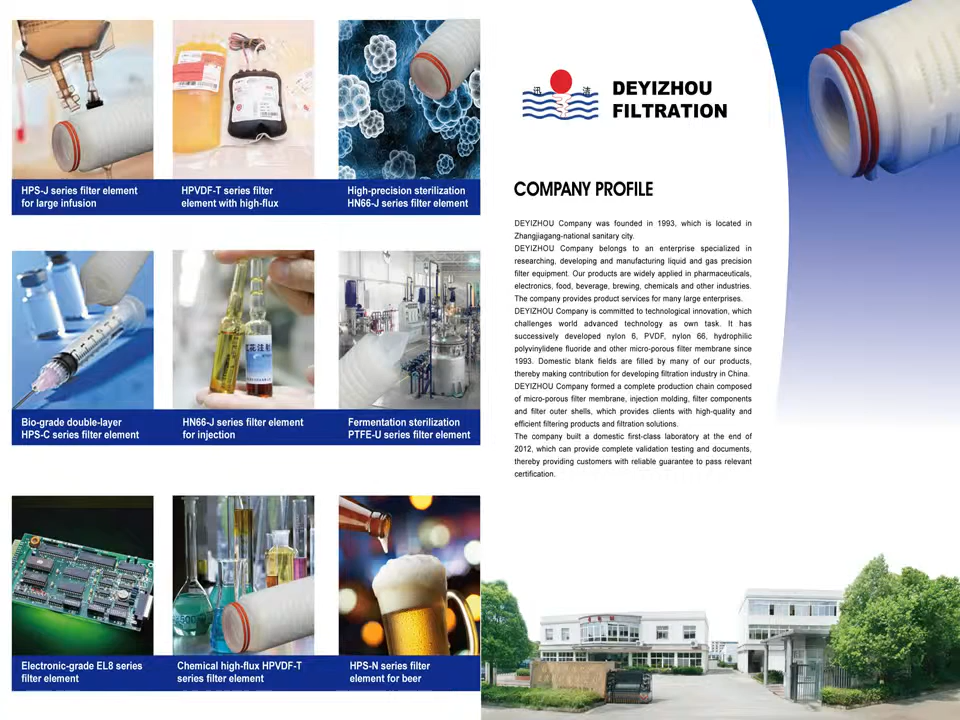 HPS-J series filter element
for large infusion
HPVDF-T series filter
element with high-flux
High-precision sterilization
HN66-J series filter element
Bio-grade double-layer
HPS-C series filter element
HN66-J series filter element
for injection
Fermentation sterilization
PTFE-U series filter element
Electronic-grade EL8 series
filter element
Chemical high-flux HPVDF-T
series filter element
HPS-N series filter
element for beer
迅 洁
DEYIZHOU
FILTRATION
COMPANY PROFILE
DEYIZHOU Company was founded in 1993, which is located in
Zhangjiagang-national sanitary city.
DEYIZHOU Company belongs to an enterprise specialized in
researching, developing and manufacturing liquid and gas precision
filter equipment. Our products are widely applied in pharmaceuticals,
electronics, food, beverage, brewing, chemicals and other industries.
The company provides product services for many large enterprises.
DEYIZHOU Company is committed to technological innovation, which
challenges world advanced technology as own task. It has
successively developed nylon 6, PVDF, nylon 66, hydrophilic
polyvinylidene fluoride and other micro-porous filter membrane since
1993. Domestic blank fields are filled by many of our products,
thereby making contribution for developing filtration industry in China.
DEYIZHOU Company formed a complete production chain composed
of micro-porous filter membrane, injection molding, filter components
and filter outer shells, which provides clients with high-quality and
efficient filtering products and filtration solutions.
The company built a domestic first-class laboratory at the end of
2012, which can provide complete validation testing and documents,
thereby providing customers with reliable guarantee to pass relevant
certification.